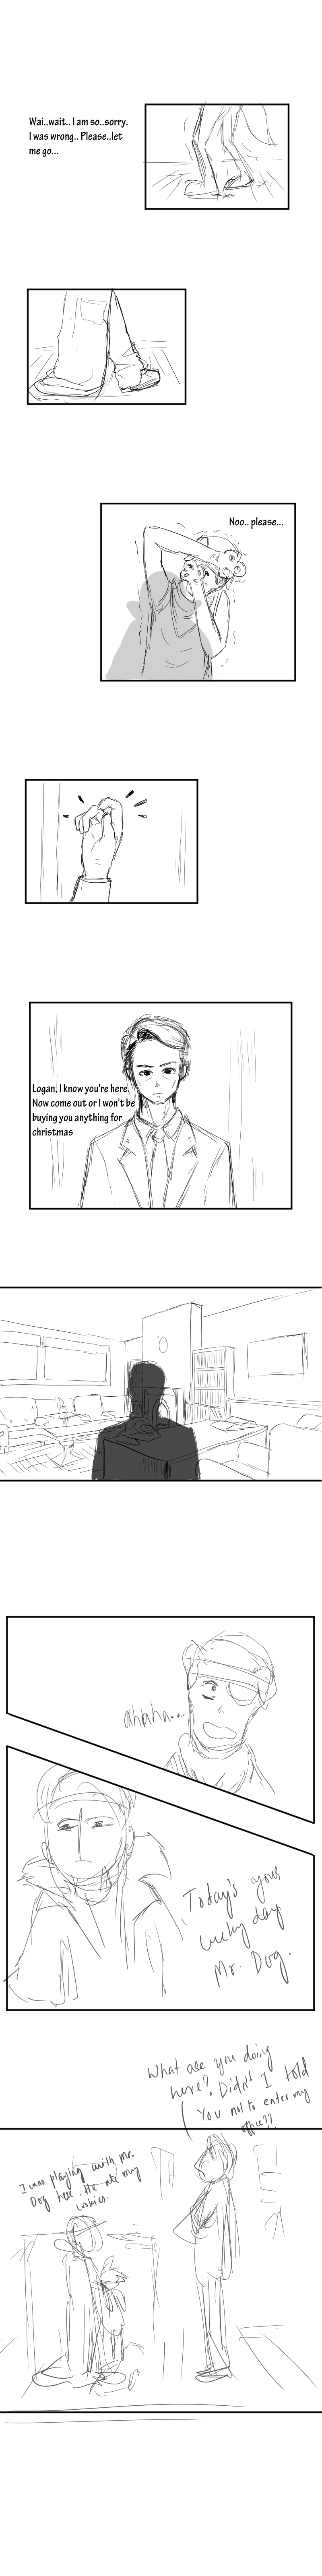 Wai..wait.. I am so..sorry.
I was wrong.. Please..let
me go...
Noo.. please...
Logan, I know you're here.
Now come out or I won't be
buying you anything for
christmas
ahaha...
Today's your
lucky day
Mr. Dog.
What are you doing
here? Didn't I told
you not to enter my
office??
I was playing with Mr.
Dog here. He ate my
cookies.